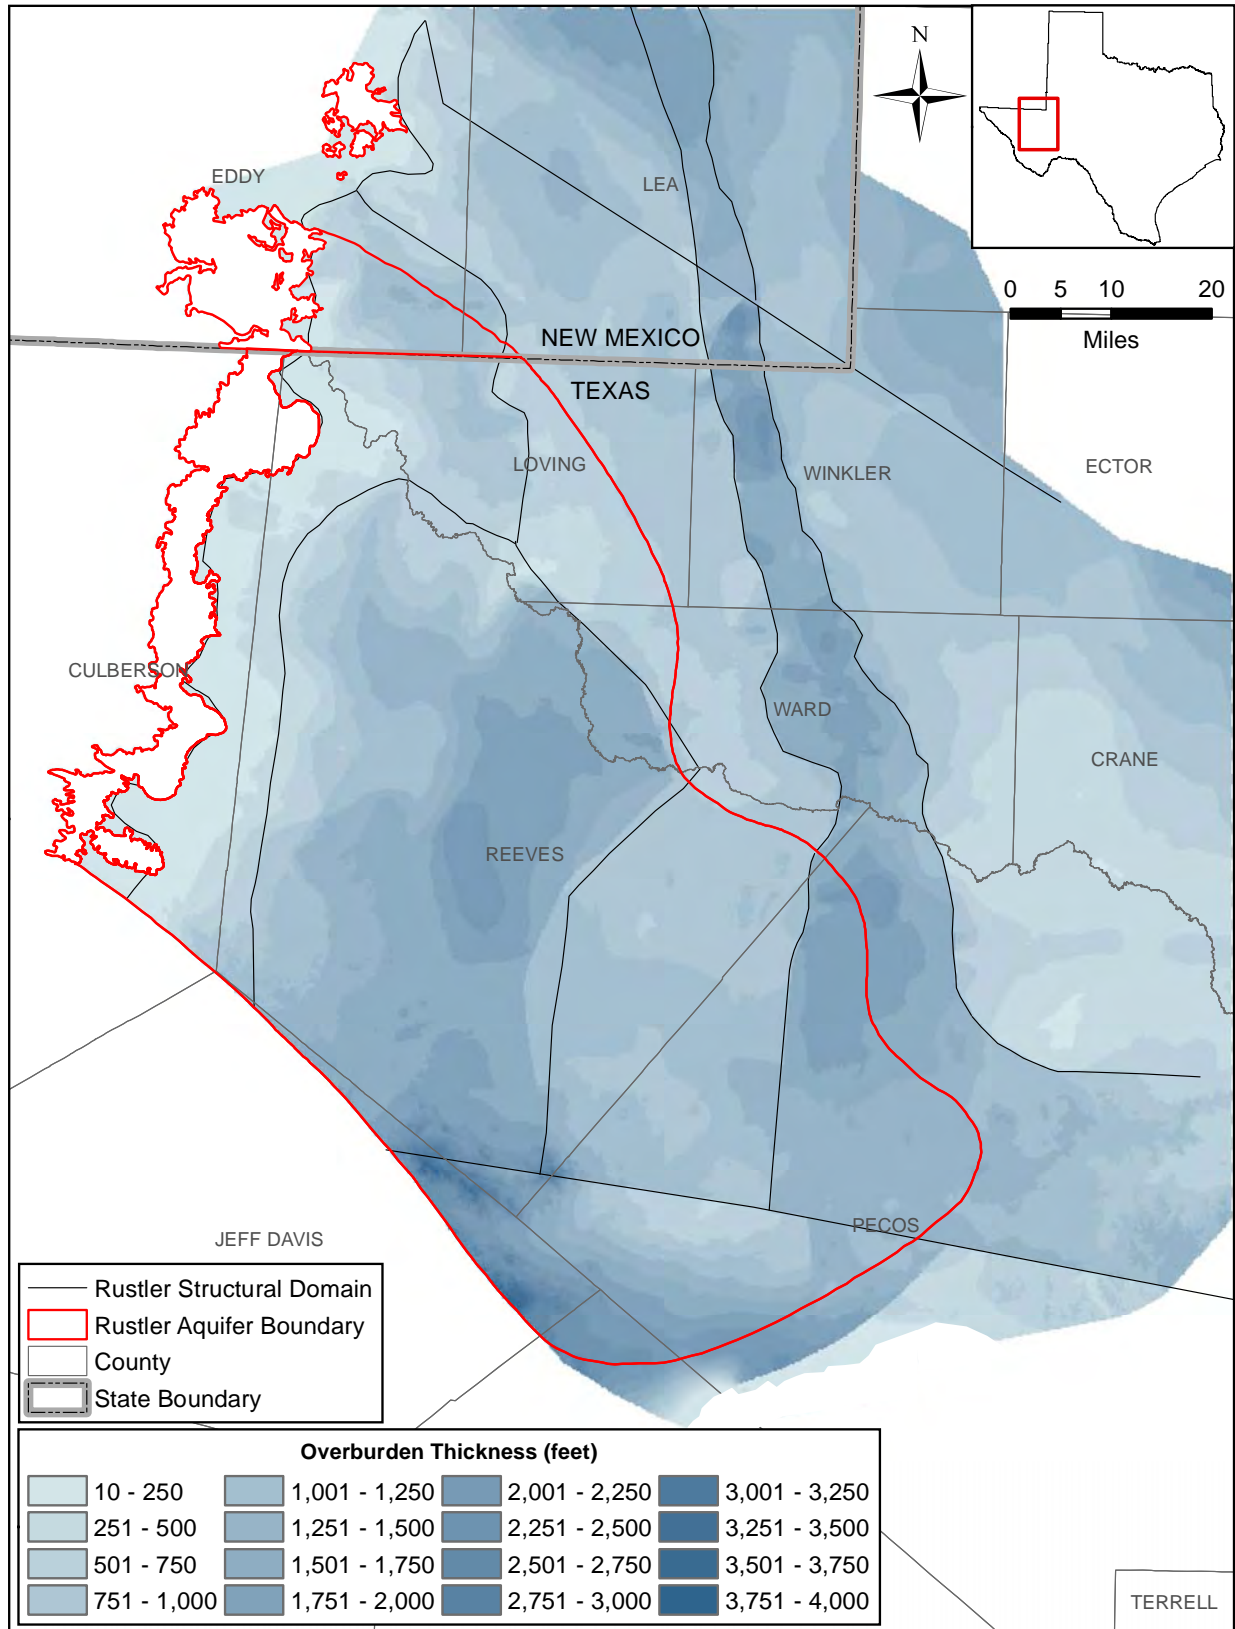 N
EDDY
LEA
0 5 10 20
Miles
NEW MEXICO
TEXAS
LOVING
WINKLER
ECTOR
CULBERSON
WARD
CRANE
REEVES
PECOS
JEFF DAVIS
Rustler Structural Domain
Rustler Aquifer Boundary
County
State Boundary
Overburden Thickness (feet)
10 - 250 1,001 - 1,250 2,001 - 2,250 3,001 - 3,250
251 - 500 1,251 - 1,500 2,251 - 2,500 3,251 - 3,500
501 - 750 1,501 - 1,750 2,501 - 2,750 3,501 - 3,750
751 - 1,000 1,751 - 2,000 2,751 - 3,000 3,751 - 4,000
TERRELL